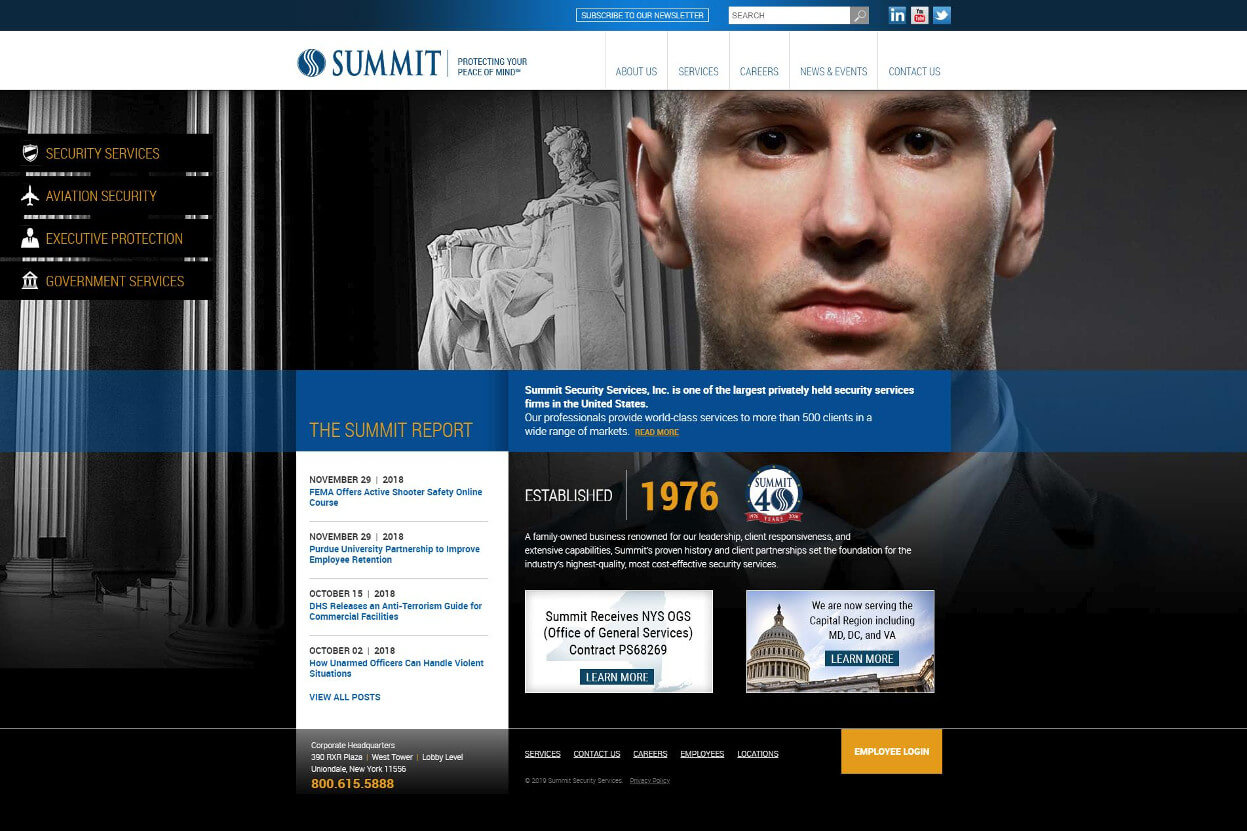 SUBSCRIBE TO OUR NEWSLETTER
SEARCH
in
You Tube
SUMMIT
PROTECTING YOUR
PEACE OF MIND℠
ABOUT US
SERVICES
CAREERS
NEWS & EVENTS
CONTACT US
SECURITY SERVICES
AVIATION SECURITY
EXECUTIVE PROTECTION
GOVERNMENT SERVICES
THE SUMMIT REPORT
Summit Security Services, Inc. is one of the largest privately held security services
firms in the United States.
Our professionals provide world-class services to more than 500 clients in a
wide range of markets. READ MORE
NOVEMBER 29 | 2018
FEMA Offers Active Shooter Safety Online
Course
NOVEMBER 29 | 2018
Purdue University Partnership to Improve
Employee Retention
OCTOBER 15 | 2018
DHS Releases an Anti-Terrorism Guide for
Commercial Facilities
OCTOBER 02 | 2018
How Unarmed Officers Can Handle Violent
Situations
VIEW ALL POSTS
ESTABLISHED 1976
SUMMIT
40
1976 YEARS 2016
A family-owned business renowned for our leadership, client responsiveness, and
extensive capabilities, Summit's proven history and client partnerships set the foundation for the
industry's highest-quality, most cost-effective security services.
Summit Receives NYS OGS
(Office of General Services)
Contract PS68269
LEARN MORE
We are now serving the
Capital Region including
MD, DC, and VA
LEARN MORE
Corporate Headquarters
390 RXR Plaza | West Tower | Lobby Level
Uniondale, New York 11556
800.615.5888
SERVICES CONTACT US CAREERS EMPLOYEES LOCATIONS
© 2019 Summit Security Services. Privacy Policy
EMPLOYEE LOGIN